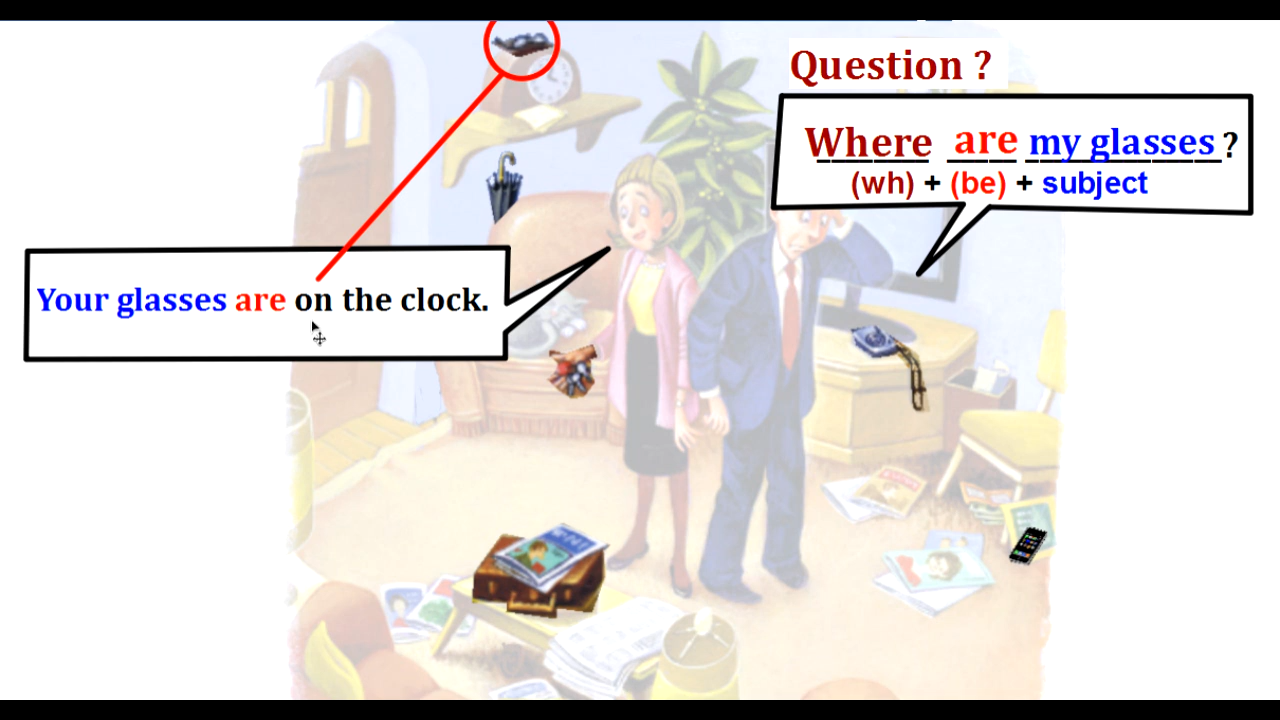 Question ?
Where are my glasses ?
(wh) + (be) + subject
Your glasses are on the clock.